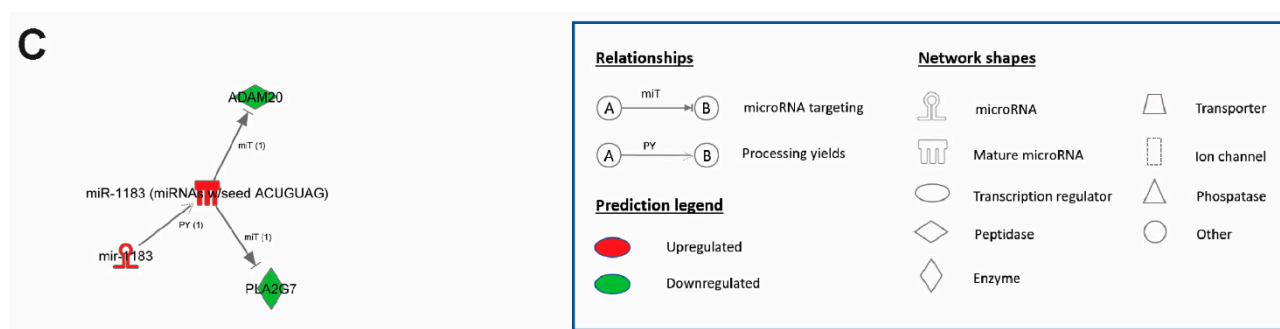 C
ADAM20
miT (1)
miR-1183 (miRNAs w/seed ACUGUAG)
PY (1)
miT (1)
mir-1183
PLA2G7
Relationships
A miT B microRNA targeting
A PY B Processing yields
Prediction legend
Upregulated
Downregulated
Network shapes
microRNA
Mature microRNA
Transcription regulator
Peptidase
Enzyme
Transporter
Ion channel
Phospatase
Other